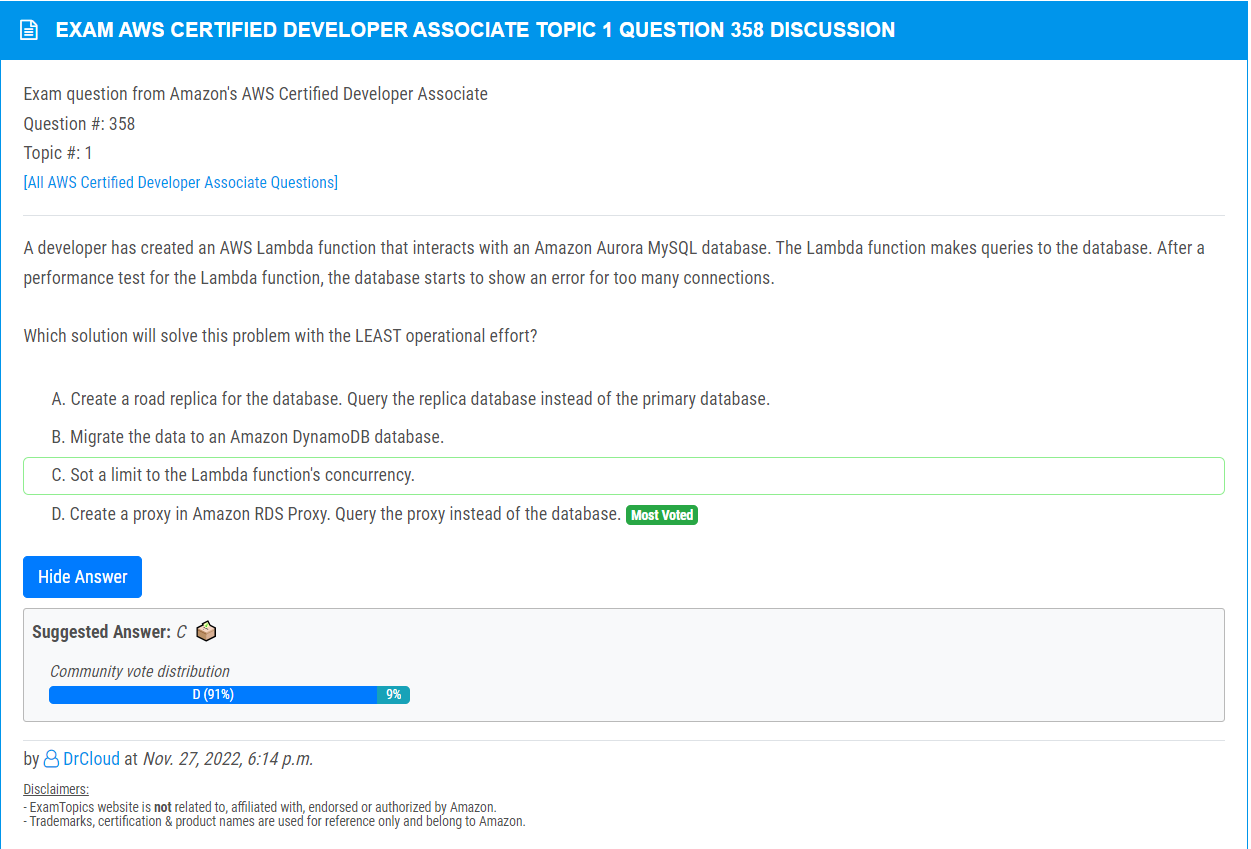 EXAM AWS CERTIFIED DEVELOPER ASSOCIATE TOPIC 1 QUESTION 358 DISCUSSION
Exam question from Amazon's AWS Certified Developer Associate
Question #: 358
Topic #: 1
[All AWS Certified Developer Associate Questions]
A developer has created an AWS Lambda function that interacts with an Amazon Aurora MySQL database. The Lambda function makes queries to the database. After a
performance test for the Lambda function, the database starts to show an error for too many connections.
Which solution will solve this problem with the LEAST operational effort?
A. Create a road replica for the database. Query the replica database instead of the primary database.
B. Migrate the data to an Amazon DynamoDB database.
C. Sot a limit to the Lambda function's concurrency.
D. Create a proxy in Amazon RDS Proxy. Query the proxy instead of the database. Most Voted
Hide Answer
Suggested Answer: C
Community vote distribution
D (91%) 9%
by DrCloud at Nov. 27, 2022, 6:14 p.m.
Disclaimers:
- ExamTopics website is not related to, affiliated with, endorsed or authorized by Amazon.
- Trademarks, certification & product names are used for reference only and belong to Amazon.